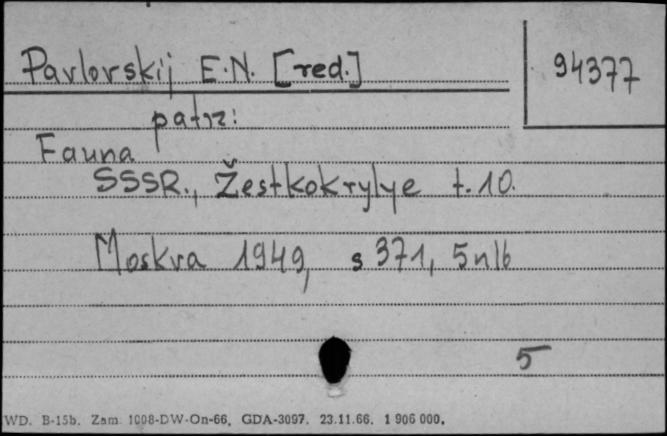 Pavlovskij E.N. [red.]
94377
patrz:
Fauna
SSSR., Žestkokrylye t.10.
Moskva 1949, s 371, 5 nlb
5
WD. B-15b. Zam. 1008-DW-On-66. GDA-3097. 23.11.66. 1 906 000.